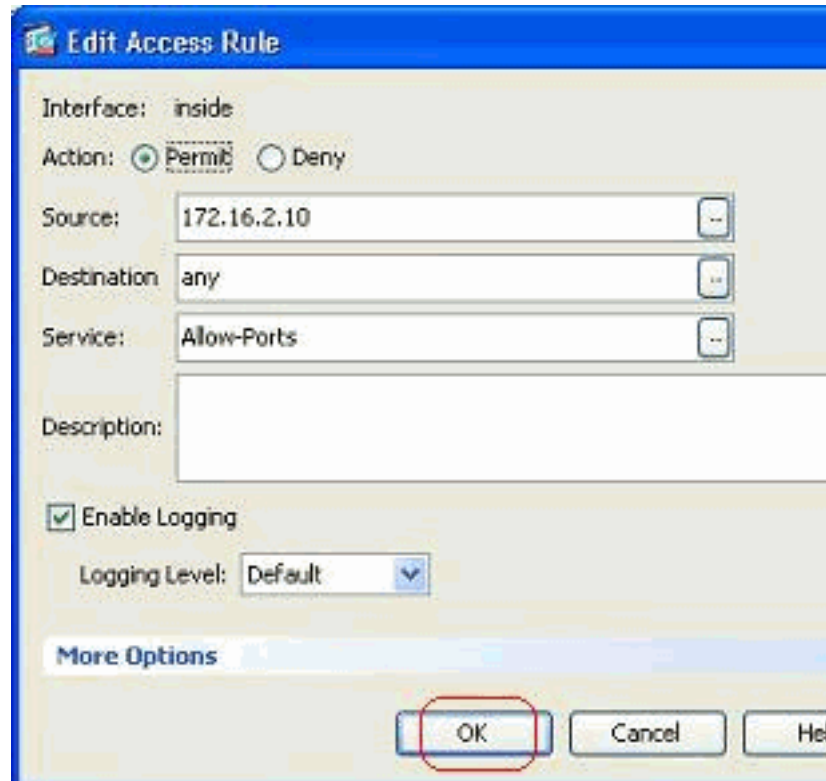 Edit Access Rule
Interface: inside
Action: Permit Deny
Source: 172.16.2.10 ...
Destination any ...
Service: Allow-Ports ...
Description:
Enable Logging
Logging Level: Default
More Options
OK Cancel